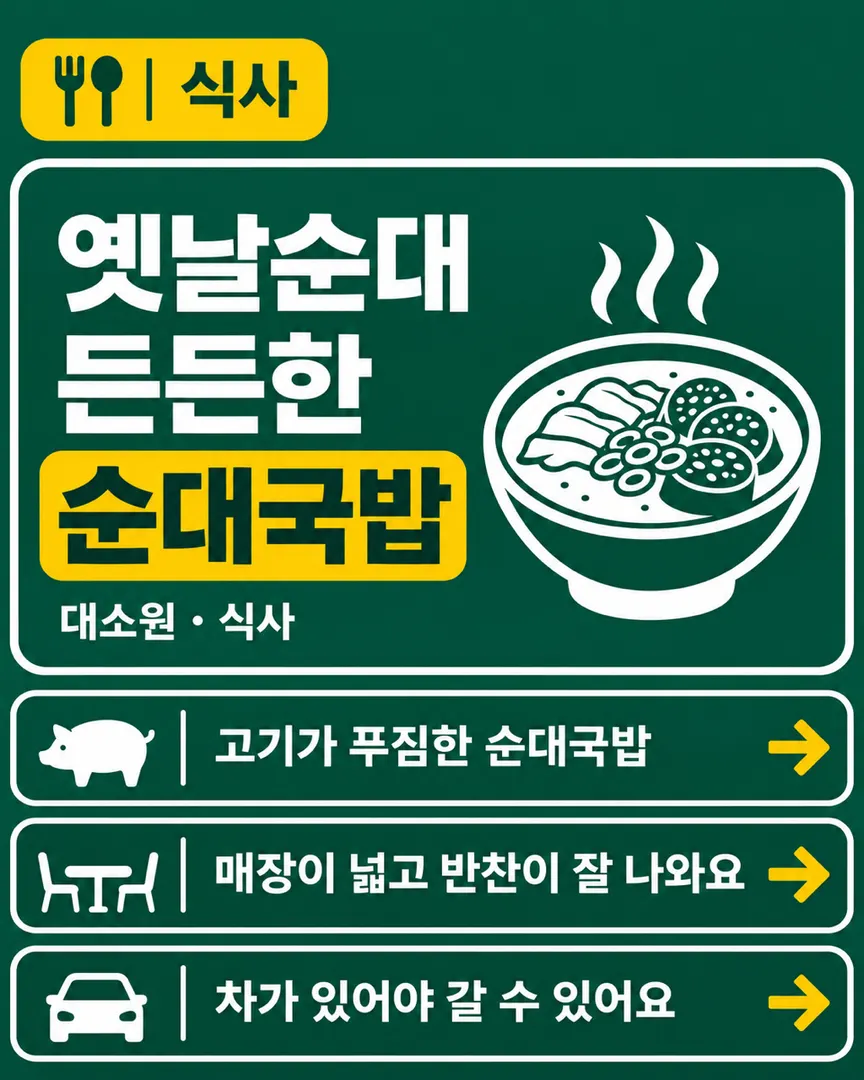 식사
옛날순대
든든한
순대국밥
대소원 · 식사
고기가 푸짐한 순대국밥
매장이 넓고 반찬이 잘 나와요
차가 있어야 갈 수 있어요